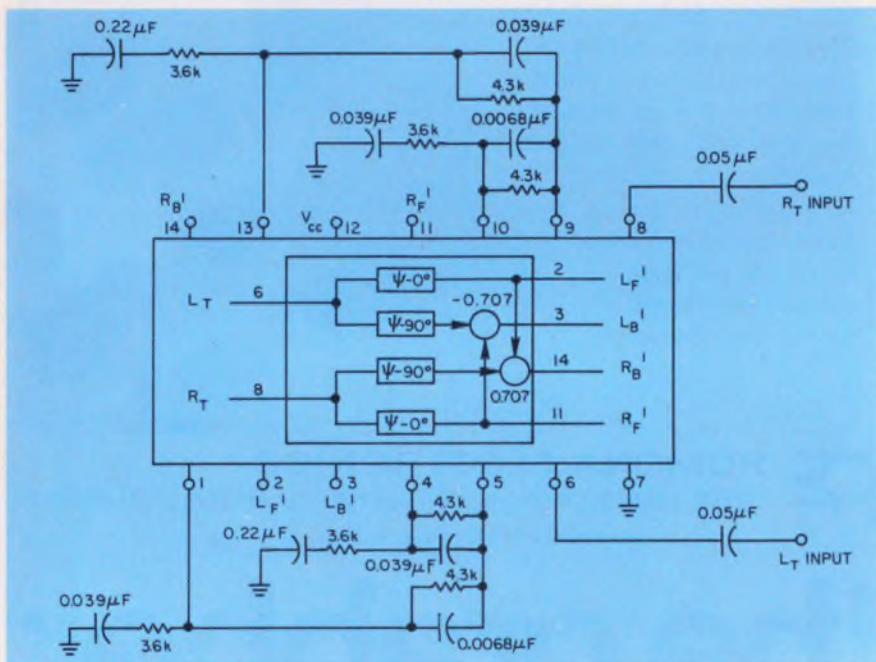 0.22μF
3.6k
0.039μF
4.3k
0.039μF
3.6k
0.0068μF
4.3k
0.05μF
R_T INPUT
R_B'
14
13
V_CC
12
R_F'
11
10
9
8
L_T
6
ψ-0°
2
L_F'
-0.707
ψ-90°
3
L_B'
R_T
8
ψ-90°
14
R_B'
0.707
ψ-0°
11
R_F'
1
2
L_F'
3
L_B'
4
5
6
7
4.3k
0.22μF
3.6k
0.039μF
4.3k
0.05μF
L_T INPUT
0.039μF
3.6k
0.0068μF